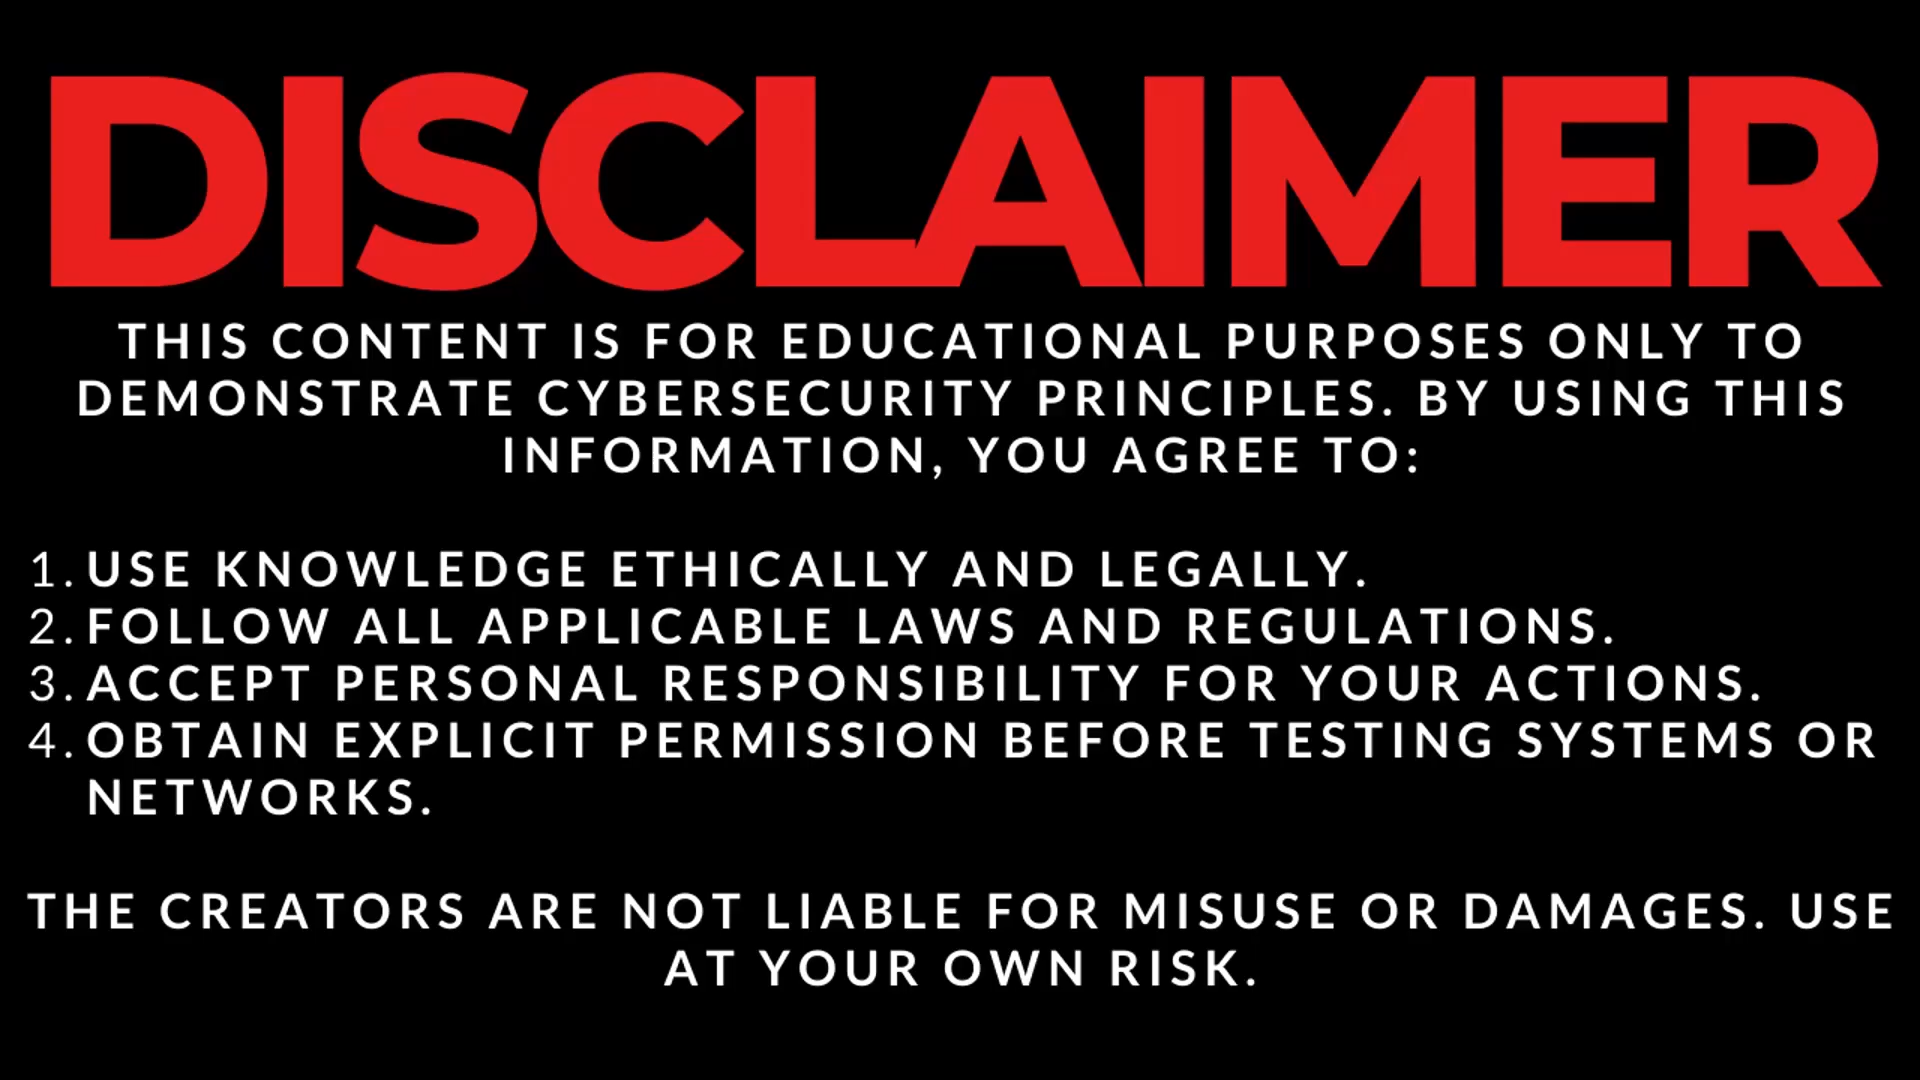 DISCLAIMER
THIS CONTENT IS FOR EDUCATIONAL PURPOSES ONLY TO
DEMONSTRATE CYBERSECURITY PRINCIPLES. BY USING THIS
INFORMATION, YOU AGREE TO:
1. USE KNOWLEDGE ETHICALLY AND LEGALLY.
2. FOLLOW ALL APPLICABLE LAWS AND REGULATIONS.
3. ACCEPT PERSONAL RESPONSIBILITY FOR YOUR ACTIONS.
4. OBTAIN EXPLICIT PERMISSION BEFORE TESTING SYSTEMS OR
NETWORKS.
THE CREATORS ARE NOT LIABLE FOR MISUSE OR DAMAGES. USE
AT YOUR OWN RISK.